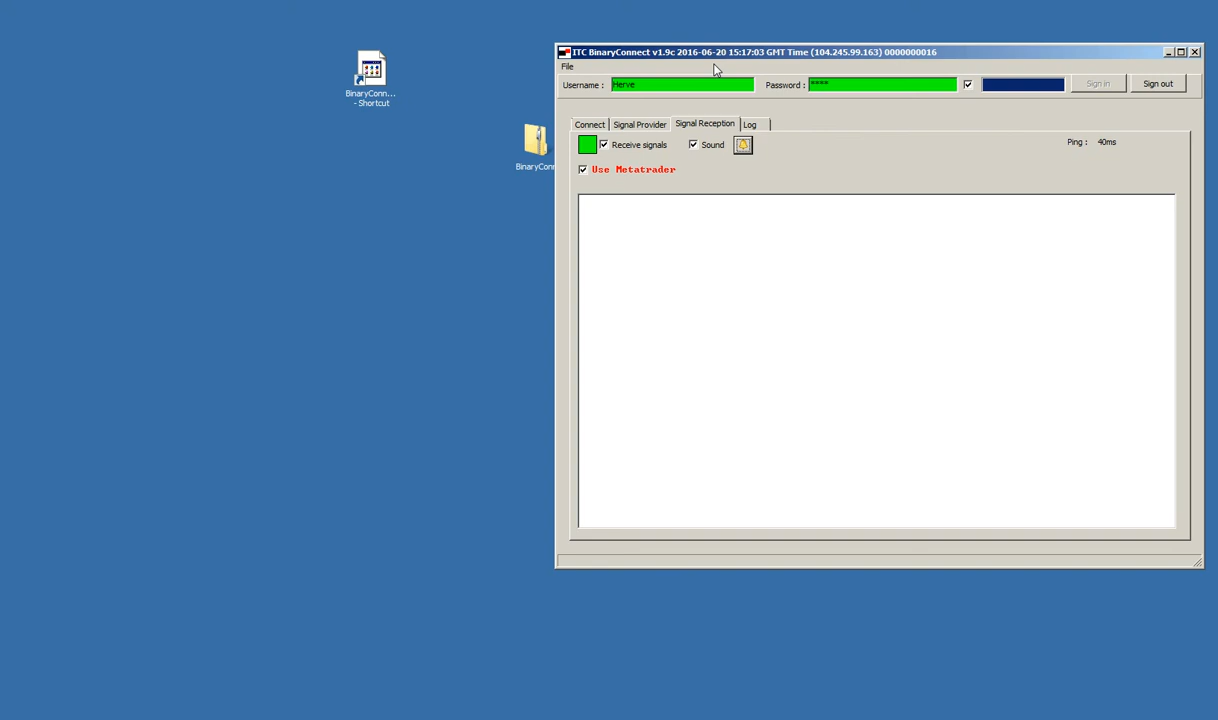 BinaryConn...
- Shortcut
BinaryConn
ITC BinaryConnect v1.9c 2016-06-20 15:17:03 GMT Time (104.245.99.163) 0000000016
File
Username : Herve Password : **** Sign in Sign out
Connect Signal Provider Signal Reception Log
Receive signals Sound Ping : 40ms
Use Metatrader